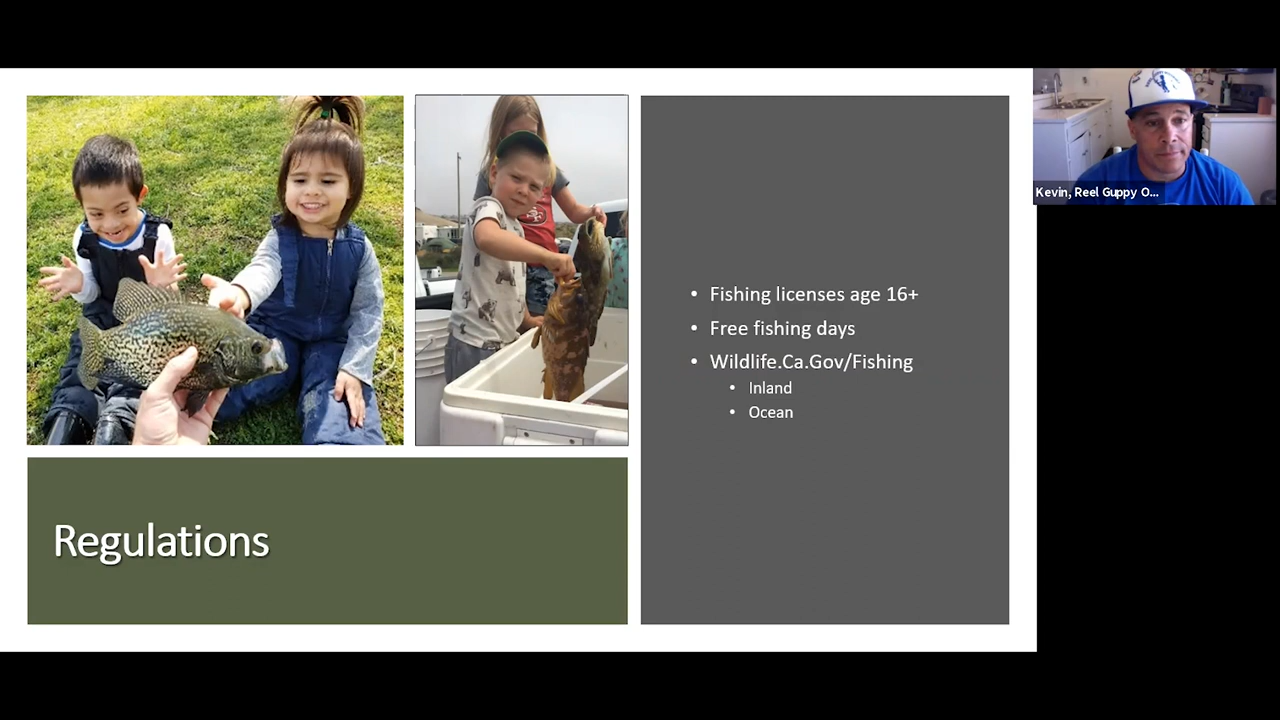 Kevin, Reel Guppy O...
Fishing licenses age 16+
Free fishing days
Wildlife.Ca.Gov/Fishing
Inland
Ocean
Regulations